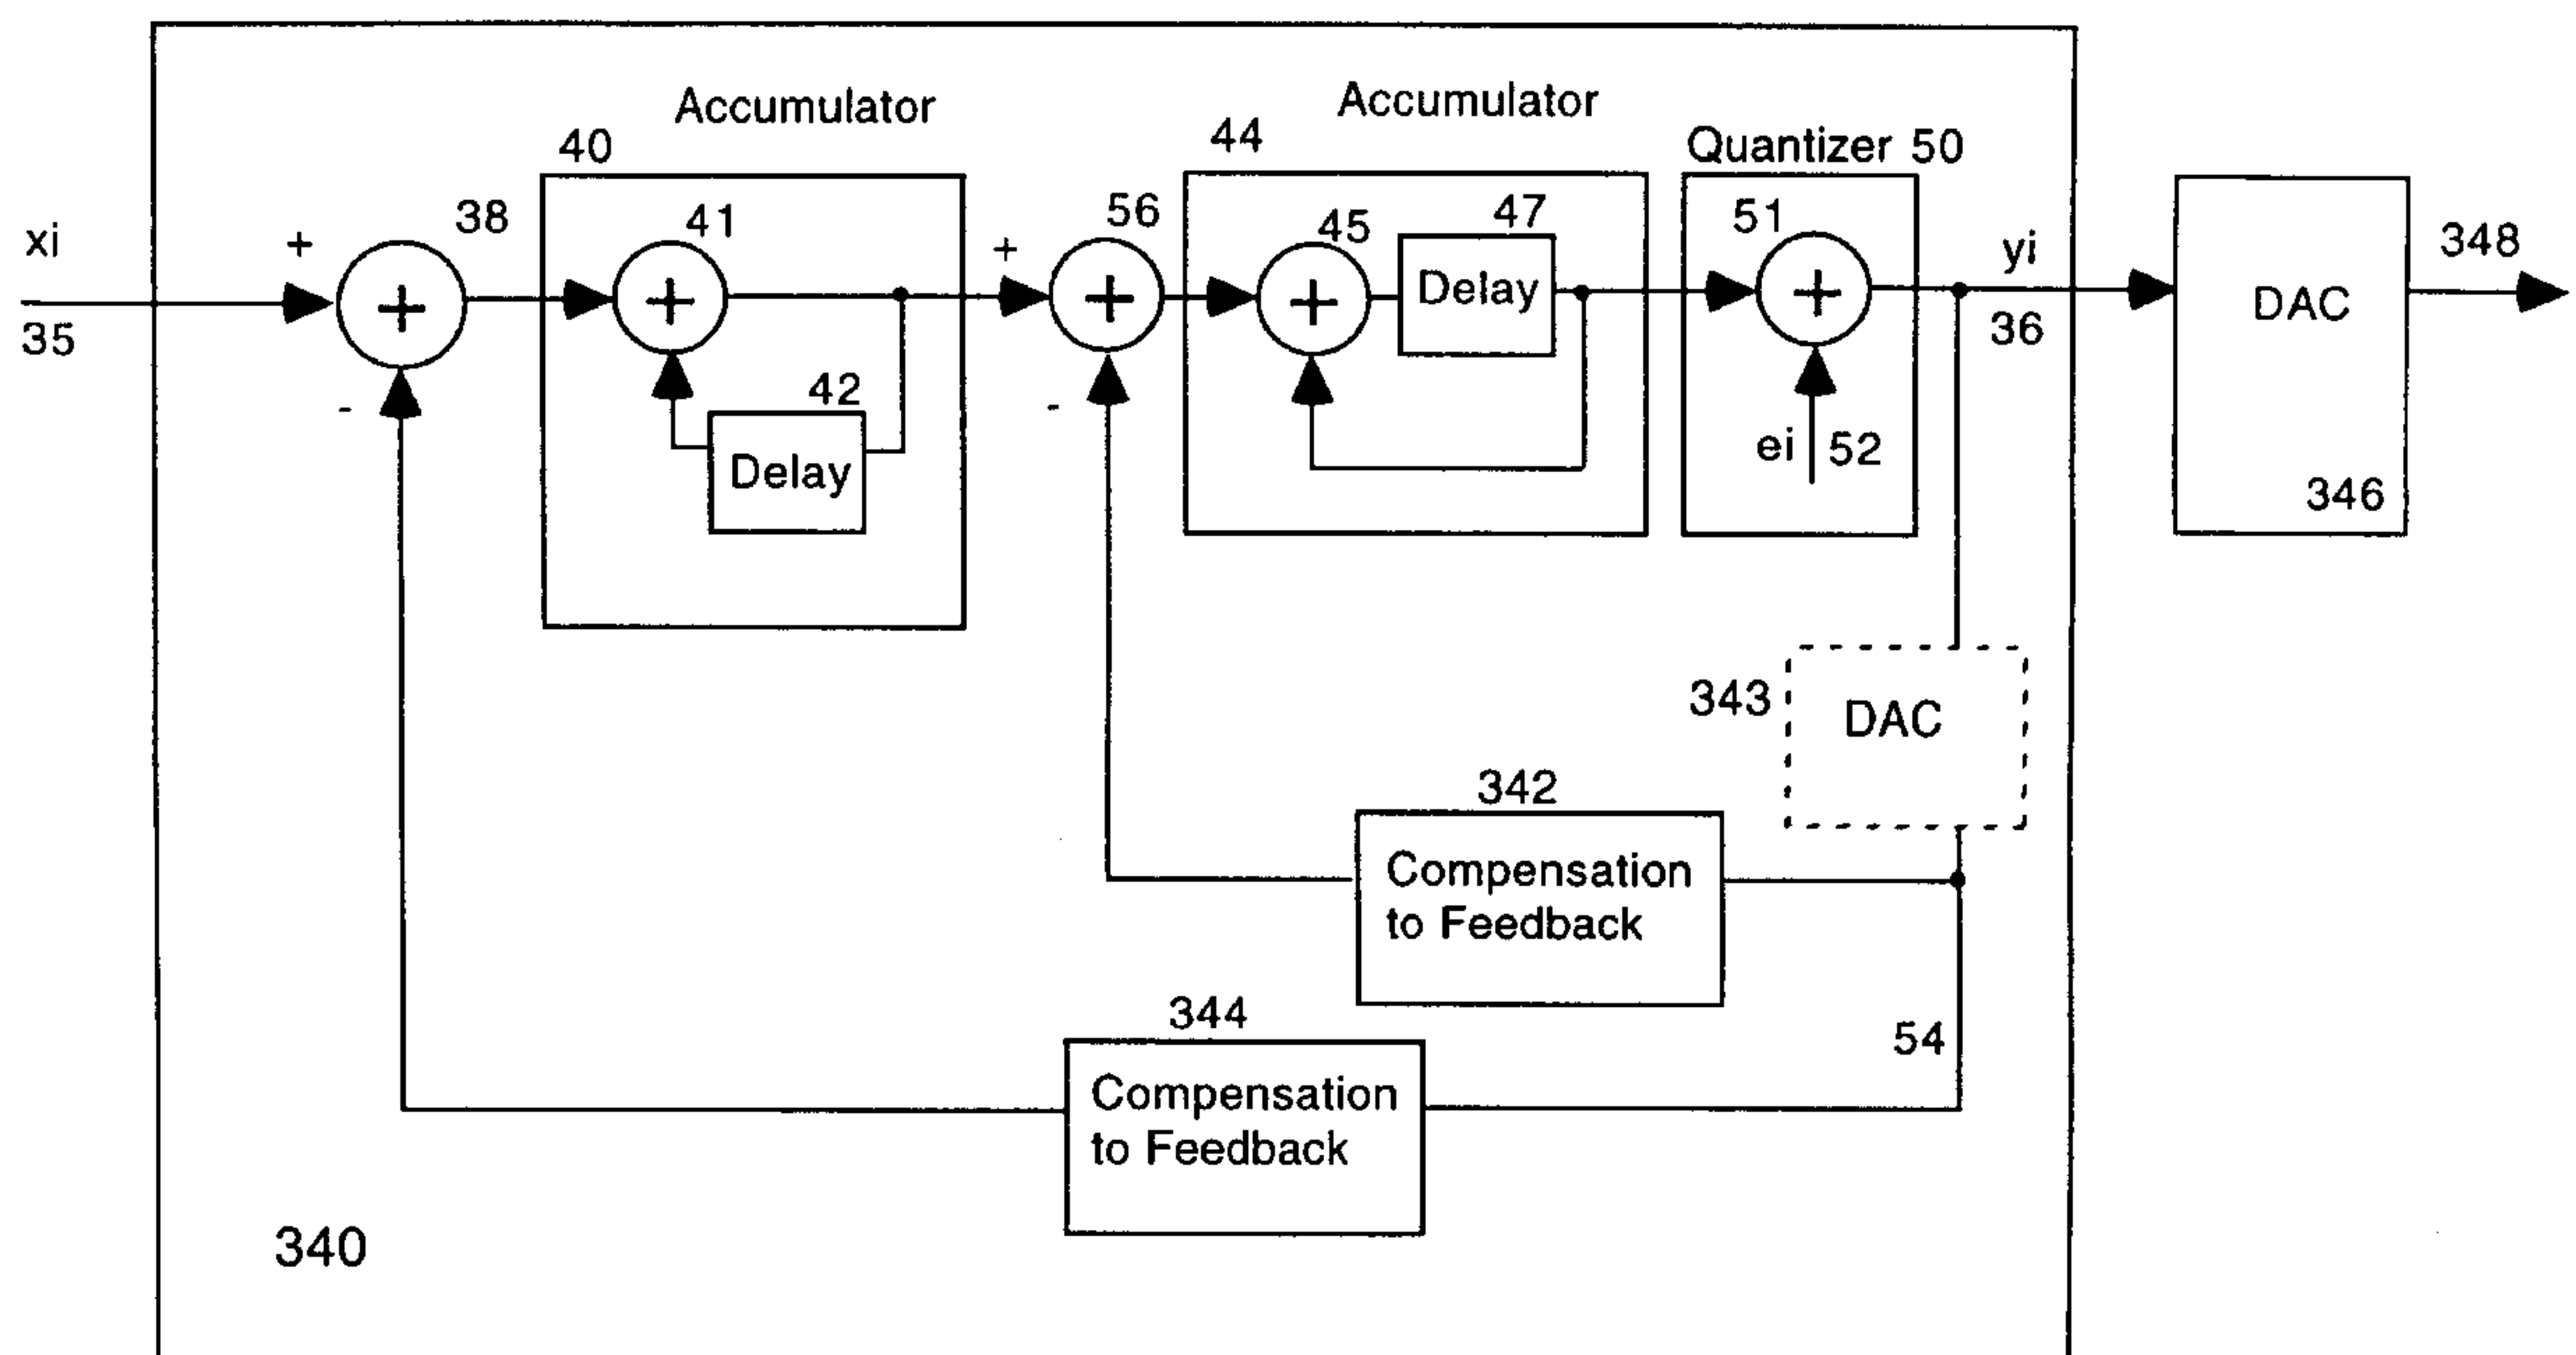 Accumulator
40
Accumulator
44
Quantizer 50
xi
35
+
-
38
+
41
+
42
Delay
+
-
56
+
45
+
47
Delay
51
+
ei
52
yi
36
DAC
346
348
343
DAC
342
Compensation
to Feedback
344
Compensation
to Feedback
54
340